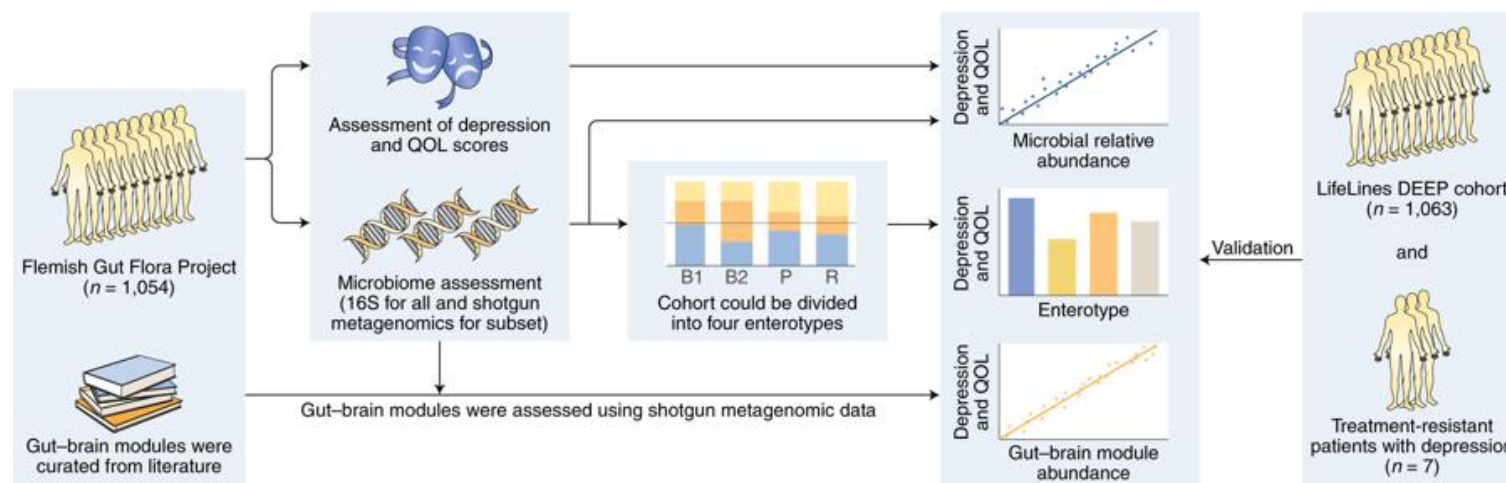 Flemish Gut Flora Project
(n = 1,054)
Gut–brain modules were
curated from literature
Assessment of depression
and QOL scores
Microbiome assessment
(16S for all and shotgun
metagenomics for subset)
B1 B2 P R
Cohort could be divided
into four enterotypes
Gut–brain modules were assessed using shotgun metagenomic data
Depression
and QOL
Microbial relative
abundance
Depression
and QOL
Enterotype
Depression
and QOL
Gut–brain module
abundance
Validation
LifeLines DEEP cohort
(n = 1,063)
and
Treatment-resistant
patients with depression
(n = 7)